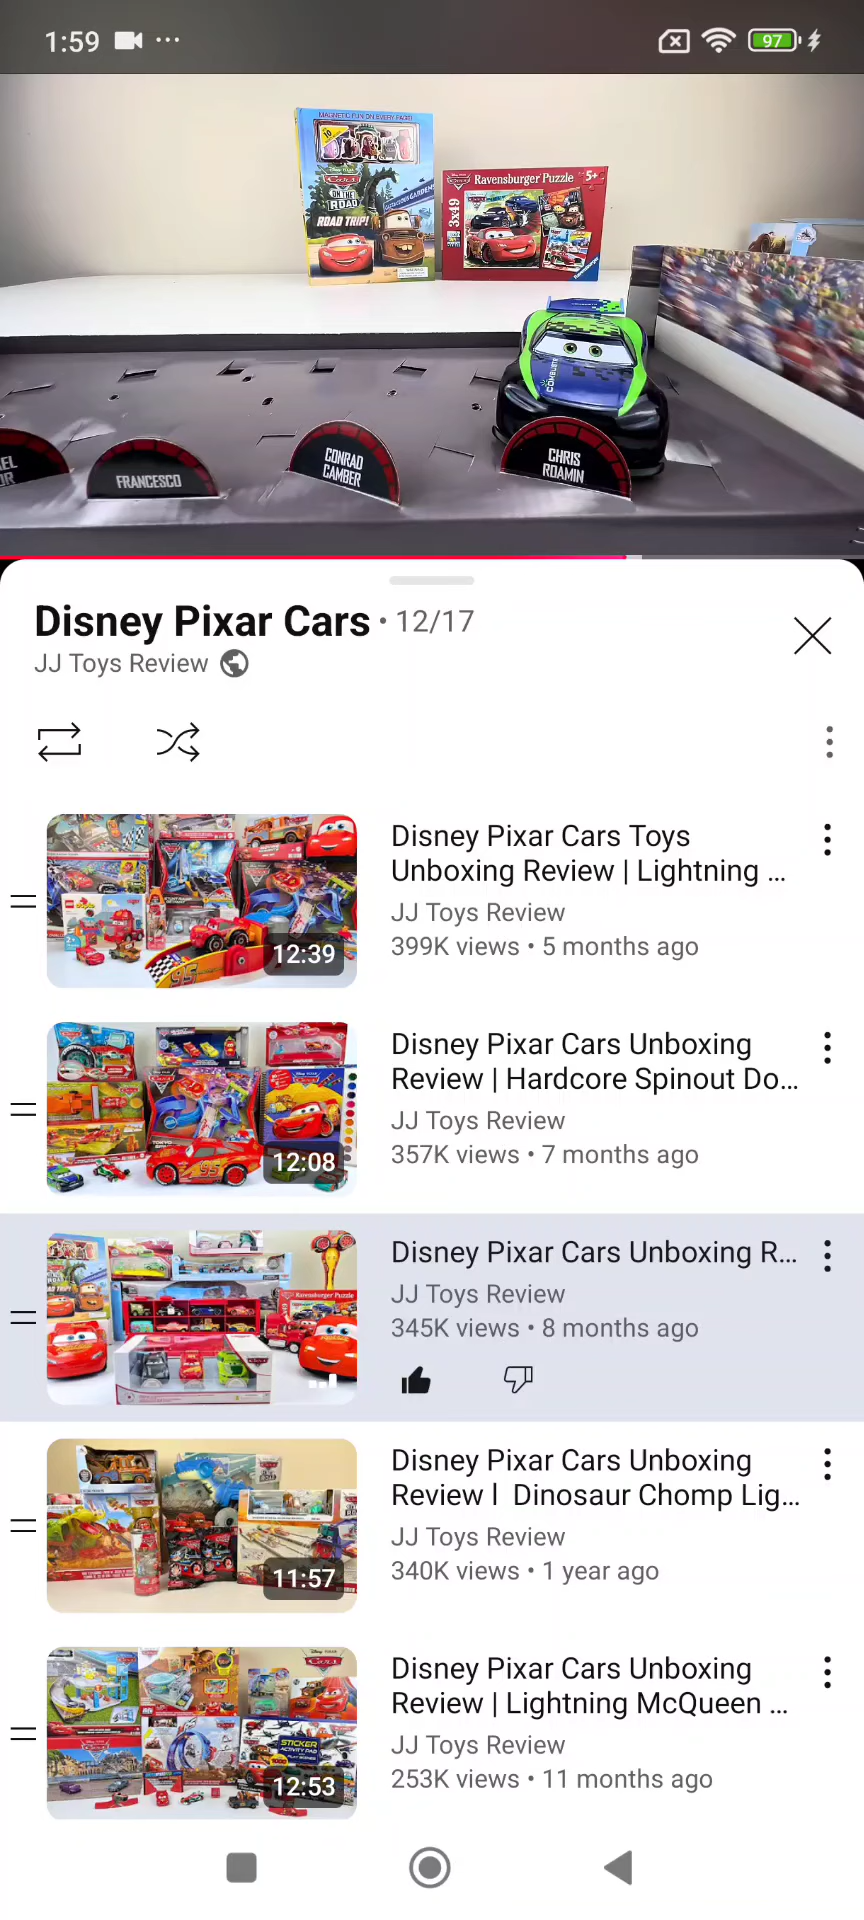 1:59
97
MAGNETIC FUN ON EVERY PAGE!
Cars
ON THE
ROAD
ROAD TRIP!
Ravensburger Puzzle
5+
3x49
COMBUSTR
FRANCESCO
CONRAD
CAMBER
CHRIS
ROAMIN
Disney Pixar Cars • 12/17
JJ Toys Review
12:39
Disney Pixar Cars Toys
Unboxing Review | Lightning ...
JJ Toys Review
399K views • 5 months ago
12:08
Disney Pixar Cars Unboxing
Review | Hardcore Spinout Do...
JJ Toys Review
357K views • 7 months ago
Disney Pixar Cars Unboxing R...
JJ Toys Review
345K views • 8 months ago
11:57
Disney Pixar Cars Unboxing
Review l Dinosaur Chomp Lig...
JJ Toys Review
340K views • 1 year ago
STICKER
12:53
Disney Pixar Cars Unboxing
Review | Lightning McQueen ...
JJ Toys Review
253K views • 11 months ago